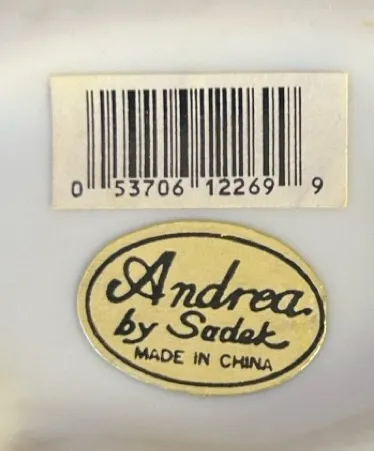 0 53706 12269 9
Andrea.
by Sadek
MADE IN CHINA